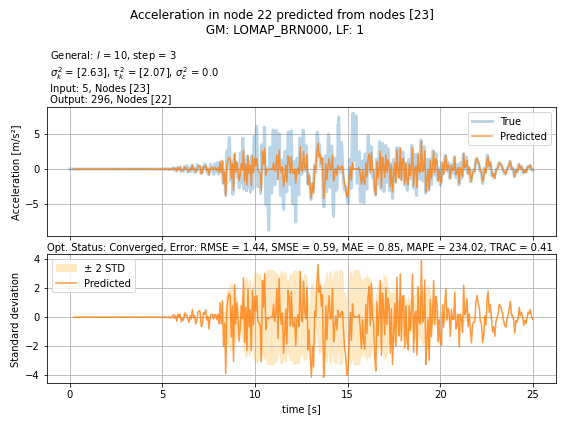 Acceleration in node 22 predicted from nodes [23]
GM: LOMAP_BRN000, LF: 1
General: l = 10, step = 3
σ²ₖ = [2.63], τ²ₖ = [2.07], σ²ε = 0.0
Input: 5, Nodes [23]
Output: 296, Nodes [22]
Acceleration [m/s²]
5
0
−5
True
Predicted
Opt. Status: Converged, Error: RMSE = 1.44, SMSE = 0.59, MAE = 0.85, MAPE = 234.02, TRAC = 0.41
Standard deviation
4
2
0
−2
−4
± 2 STD
Predicted
0 5 10 15 20 25
time [s]